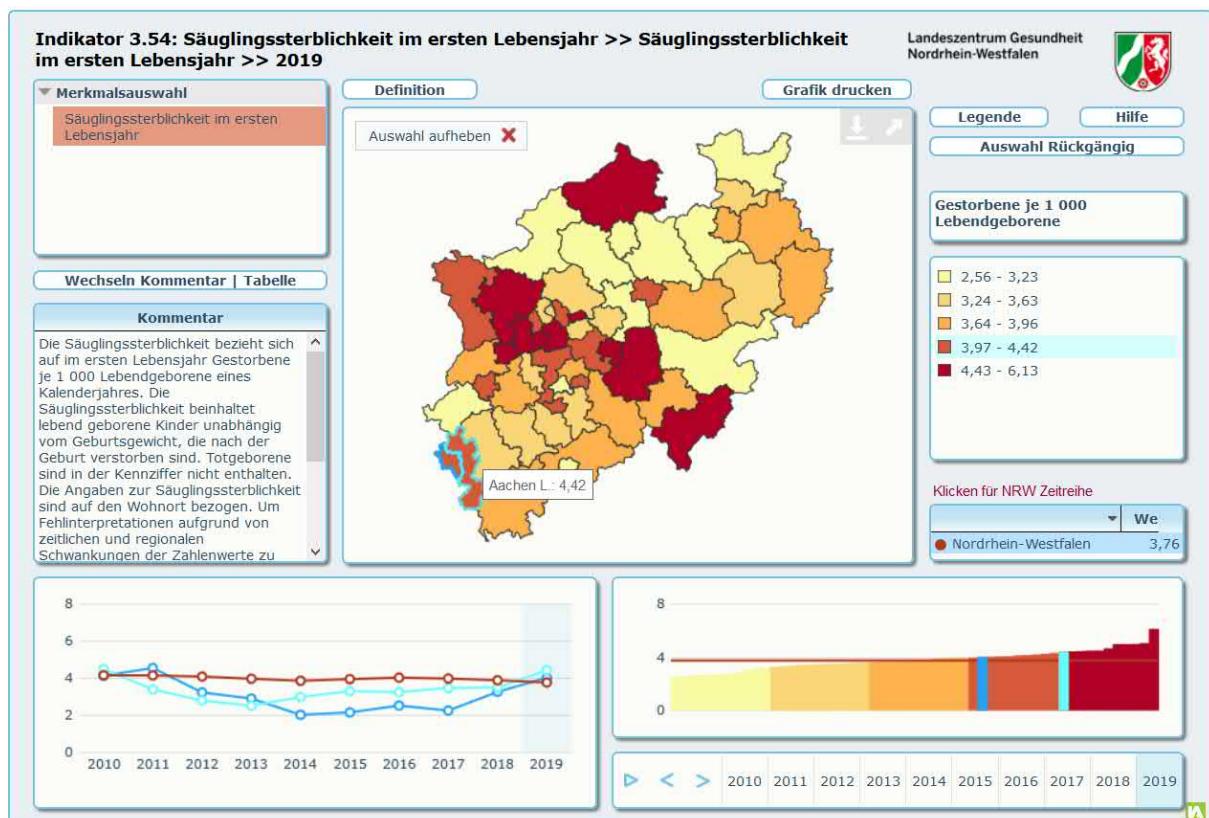 Indikator 3.54: Säuglingssterblichkeit im ersten Lebensjahr >> Säuglingssterblichkeit
im ersten Lebensjahr >> 2019
Landeszentrum Gesundheit
Nordrhein-Westfalen
Merkmalsauswahl
Säuglingssterblichkeit im ersten
Lebensjahr
Definition
Grafik drucken
Auswahl aufheben
Legende
Hilfe
Auswahl Rückgängig
Gestorbene je 1 000
Lebendgeborene
2,56 - 3,23
3,24 - 3,63
3,64 - 3,96
3,97 - 4,42
4,43 - 6,13
Wechseln Kommentar | Tabelle
Kommentar
Die Säuglingssterblichkeit bezieht sich
auf im ersten Lebensjahr Gestorbene
je 1 000 Lebendgeborene eines
Kalenderjahres. Die
Säuglingssterblichkeit beinhaltet
lebend geborene Kinder unabhängig
vom Geburtsgewicht, die nach der
Geburt verstorben sind. Totgeborene
sind in der Kennziffer nicht enthalten.
Die Angaben zur Säuglingssterblichkeit
sind auf den Wohnort bezogen. Um
Fehlinterpretationen aufgrund von
zeitlichen und regionalen
Schwankungen der Zahlenwerte zu
Aachen L.: 4,42
Klicken für NRW Zeitreihe
We
Nordrhein-Westfalen 3,76
8
6
4
2
0
2010 2011 2012 2013 2014 2015 2016 2017 2018 2019
8
4
0
2010 2011 2012 2013 2014 2015 2016 2017 2018 2019